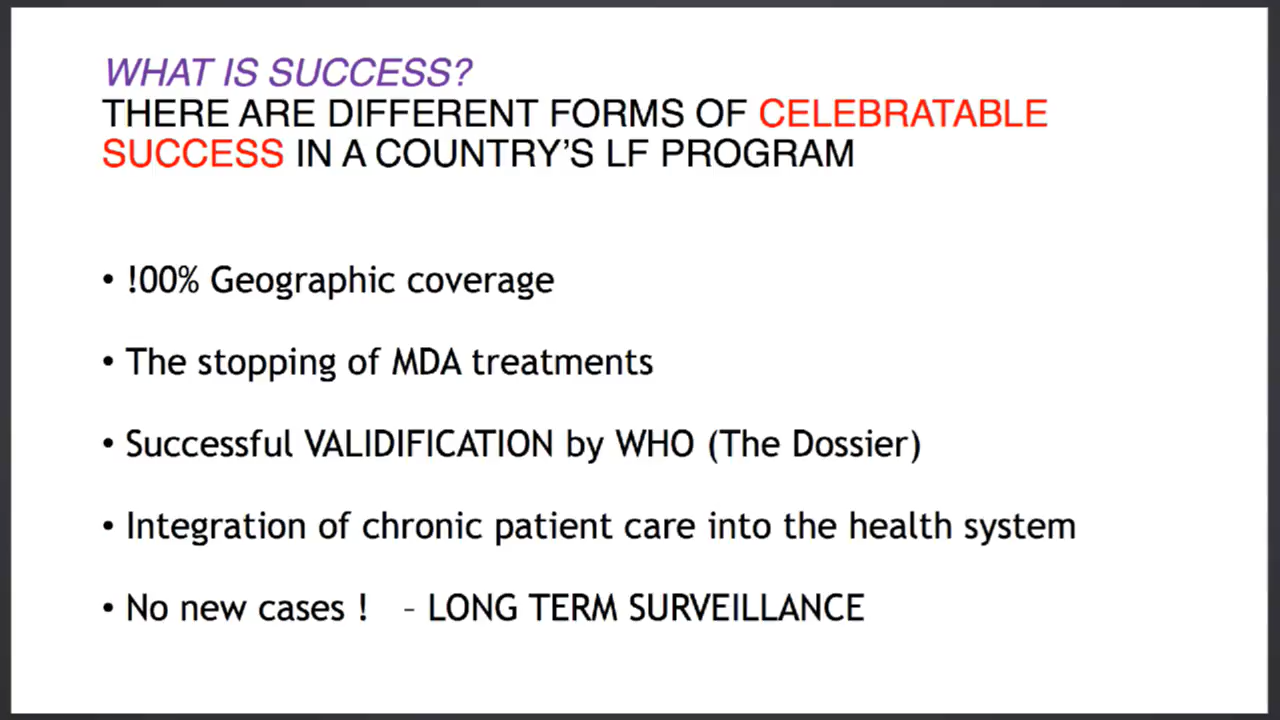 WHAT IS SUCCESS?
THERE ARE DIFFERENT FORMS OF CELEBRATABLE
SUCCESS IN A COUNTRY’S LF PROGRAM
• !00% Geographic coverage
• The stopping of MDA treatments
• Successful VALIDIFICATION by WHO (The Dossier)
• Integration of chronic patient care into the health system
• No new cases ! – LONG TERM SURVEILLANCE